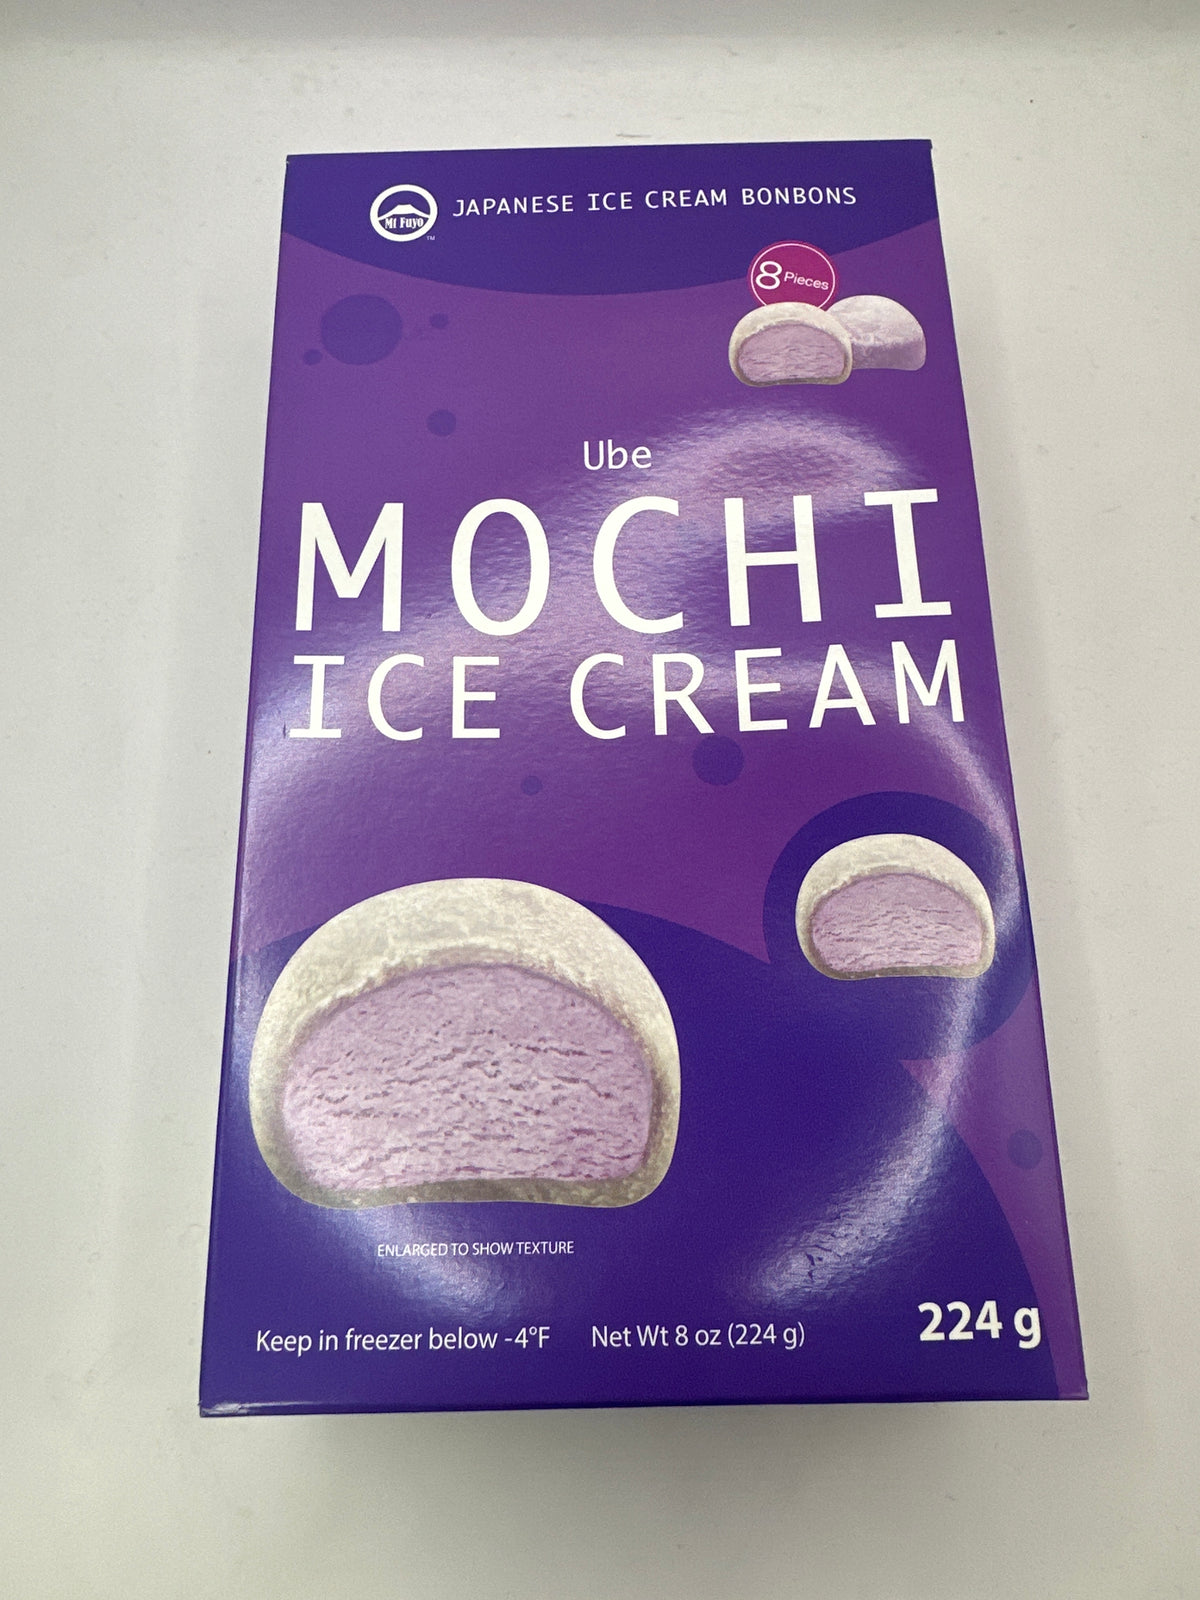 Mt Fuyo
TM
JAPANESE ICE CREAM BONBONS
8 Pieces
Ube
MOCHI
ICE CREAM
ENLARGED TO SHOW TEXTURE
Keep in freezer below -4°F
Net Wt 8 oz (224 g)
224 g